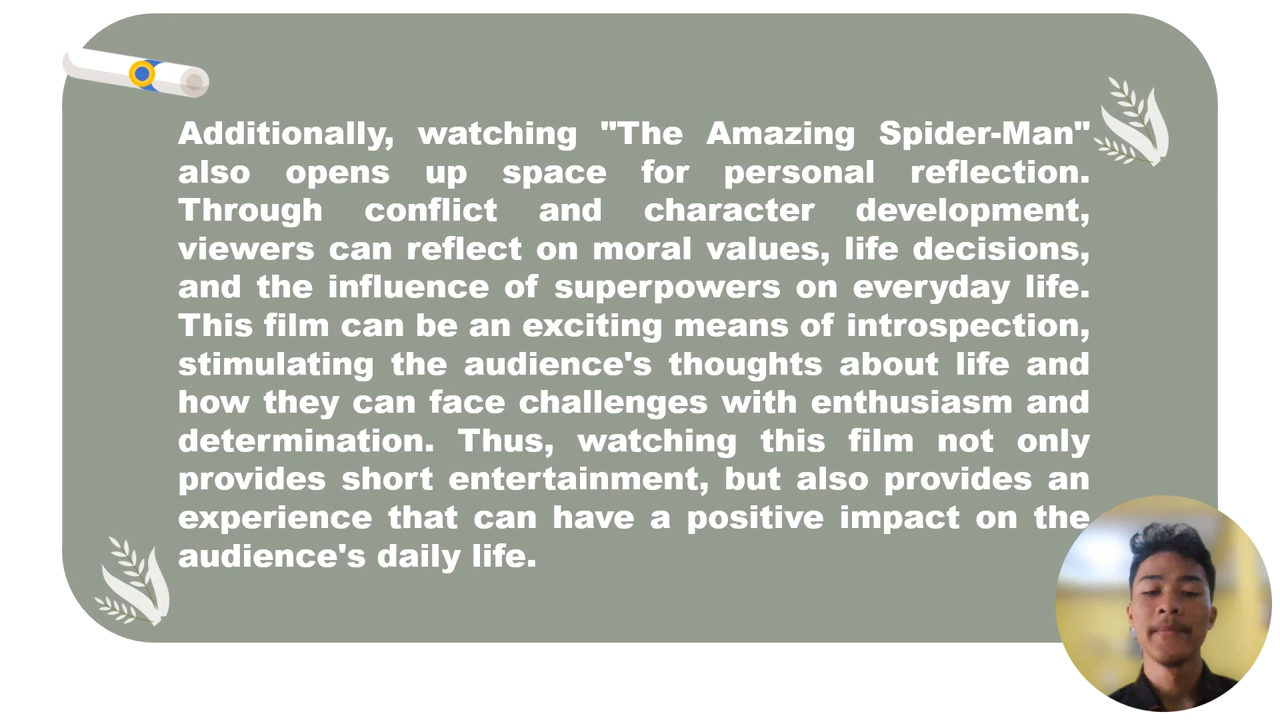 Additionally, watching "The Amazing Spider-Man"
also opens up space for personal reflection.
Through conflict and character development,
viewers can reflect on moral values, life decisions,
and the influence of superpowers on everyday life.
This film can be an exciting means of introspection,
stimulating the audience's thoughts about life and
how they can face challenges with enthusiasm and
determination. Thus, watching this film not only
provides short entertainment, but also provides an
experience that can have a positive impact on the
audience's daily life.